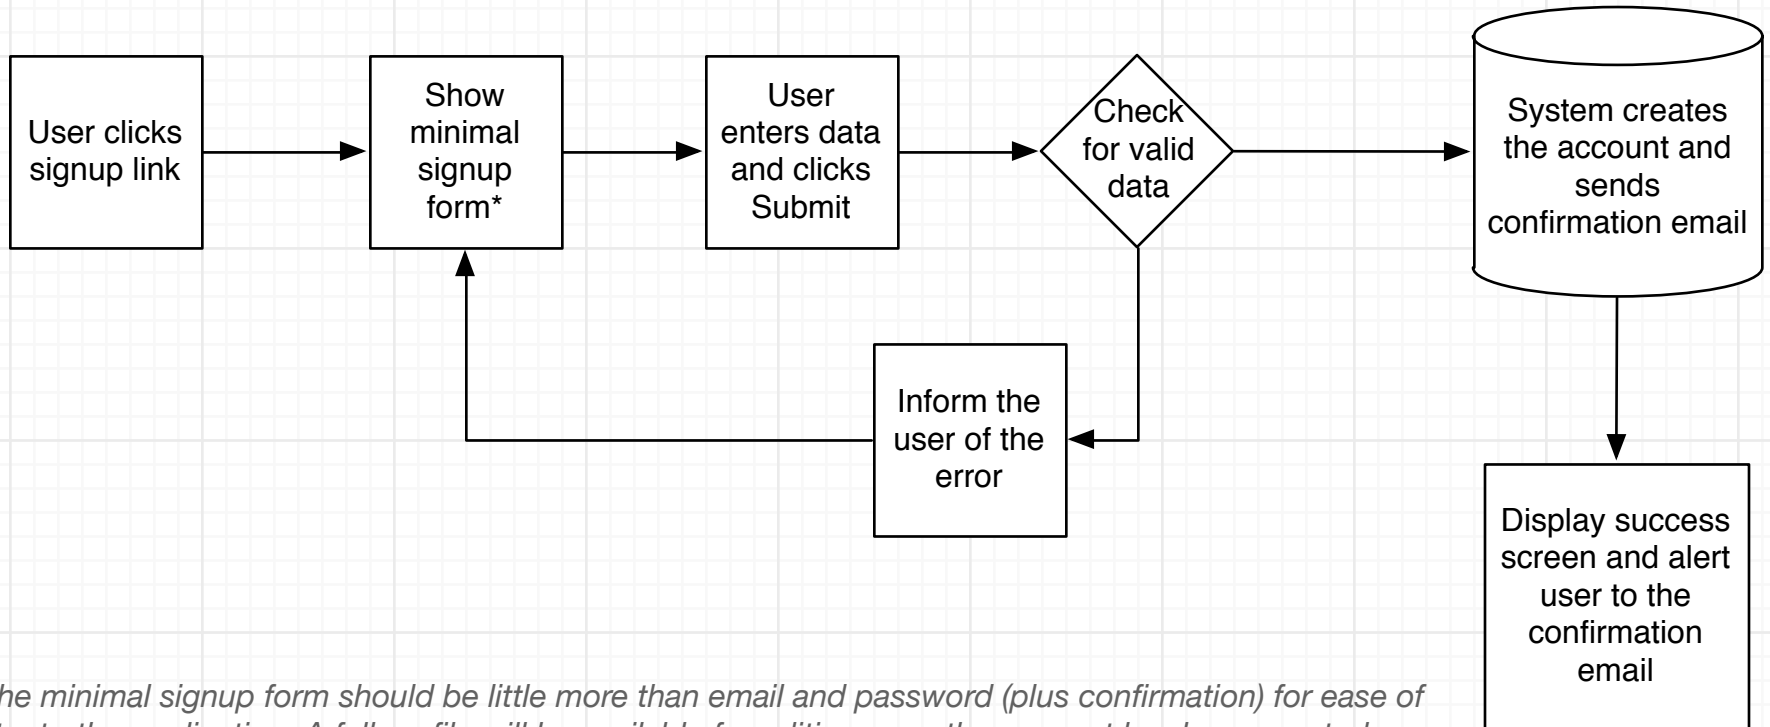 User clicks
signup link
Show
minimal
signup
form*
User
enters data
and clicks
Submit
Check
for valid
data
System creates
the account and
sends
confirmation email
Inform the
user of the
error
Display success
screen and alert
user to the
confirmation
email
he minimal signup form should be little more than email and password (plus confirmation) for ease of